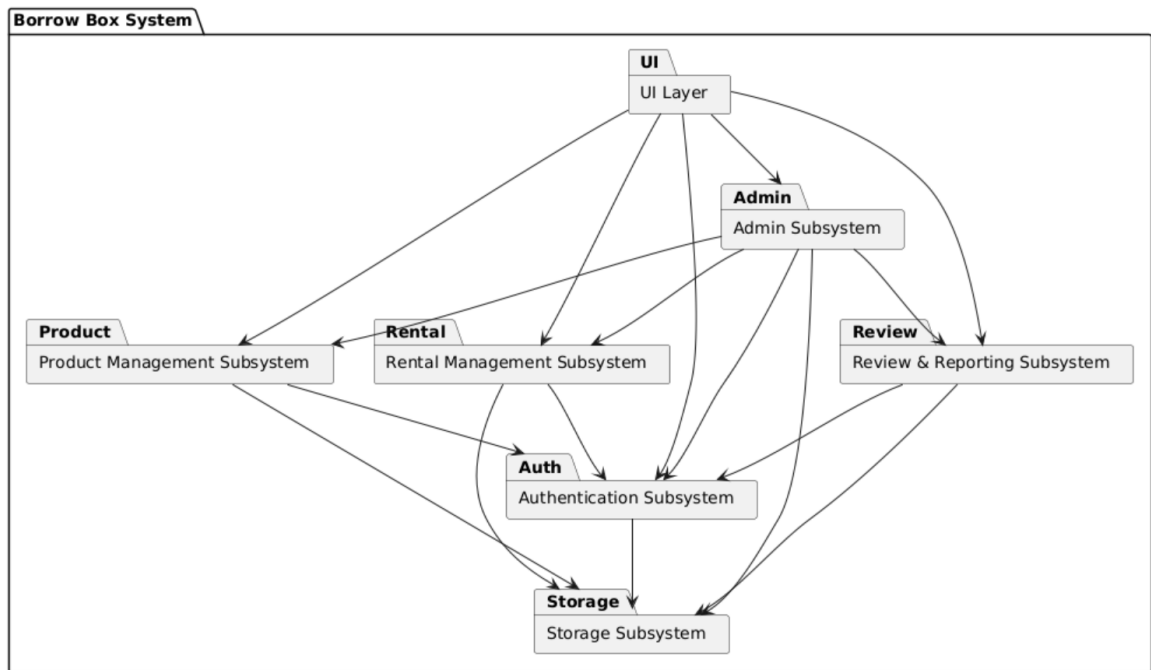 Borrow Box System
UI
UI Layer
Admin
Admin Subsystem
Product
Product Management Subsystem
Rental
Rental Management Subsystem
Review
Review & Reporting Subsystem
Auth
Authentication Subsystem
Storage
Storage Subsystem